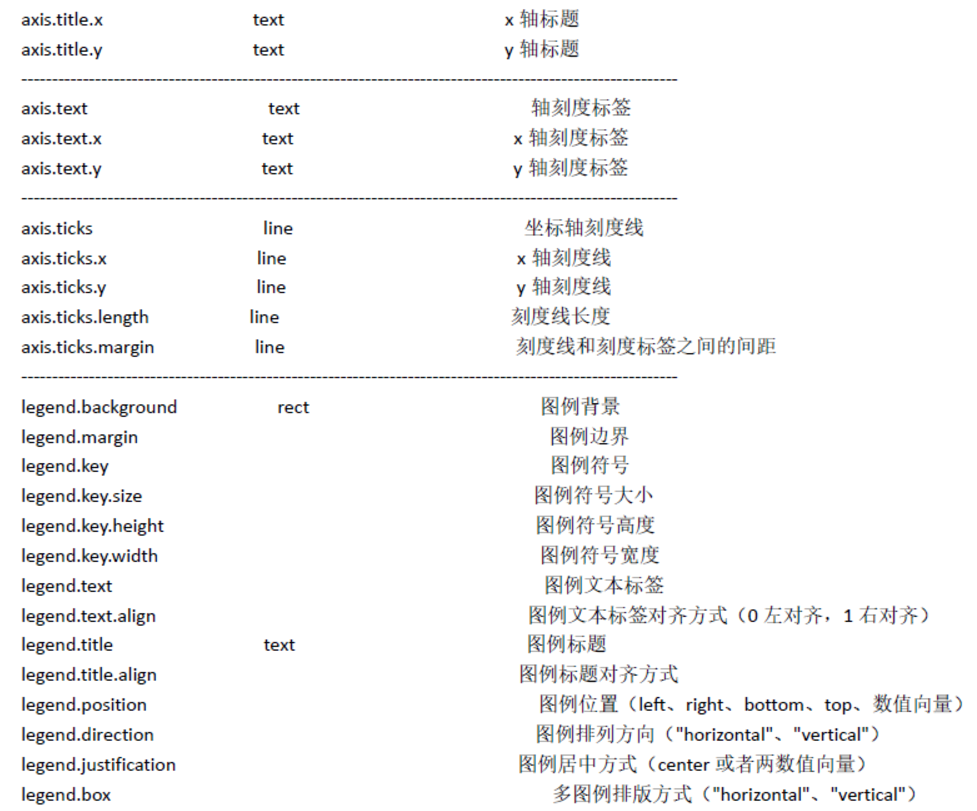 axis.title.x text x 轴标题
axis.title.y text y 轴标题
--------------------------------------------------------------------------------------------------------------
axis.text text 轴刻度标签
axis.text.x text x 轴刻度标签
axis.text.y text y 轴刻度标签
--------------------------------------------------------------------------------------------------------------
axis.ticks line 坐标轴刻度线
axis.ticks.x line x 轴刻度线
axis.ticks.y line y 轴刻度线
axis.ticks.length line 刻度线长度
axis.ticks.margin line 刻度线和刻度标签之间的间距
--------------------------------------------------------------------------------------------------------------
legend.background rect 图例背景
legend.margin 图例边界
legend.key 图例符号
legend.key.size 图例符号大小
legend.key.height 图例符号高度
legend.key.width 图例符号宽度
legend.text 图例文本标签
legend.text.align 图例文本标签对齐方式（0 左对齐，1 右对齐）
legend.title text 图例标题
legend.title.align 图例标题对齐方式
legend.position 图例位置（left、right、bottom、top、数值向量）
legend.direction 图例排列方向（"horizontal"、"vertical"）
legend.justification 图例居中方式（center 或者两数值向量）
legend.box 多图例排版方式（"horizontal"、"vertical"）